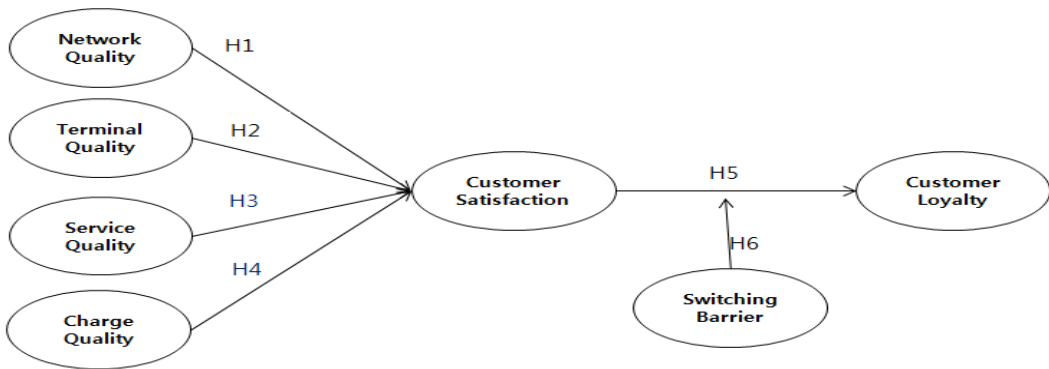 Network
Quality
H1
Terminal
Quality
H2
Service
Quality
H3
Charge
Quality
H4
Customer
Satisfaction
H5
Customer
Loyalty
H6
Switching
Barrier